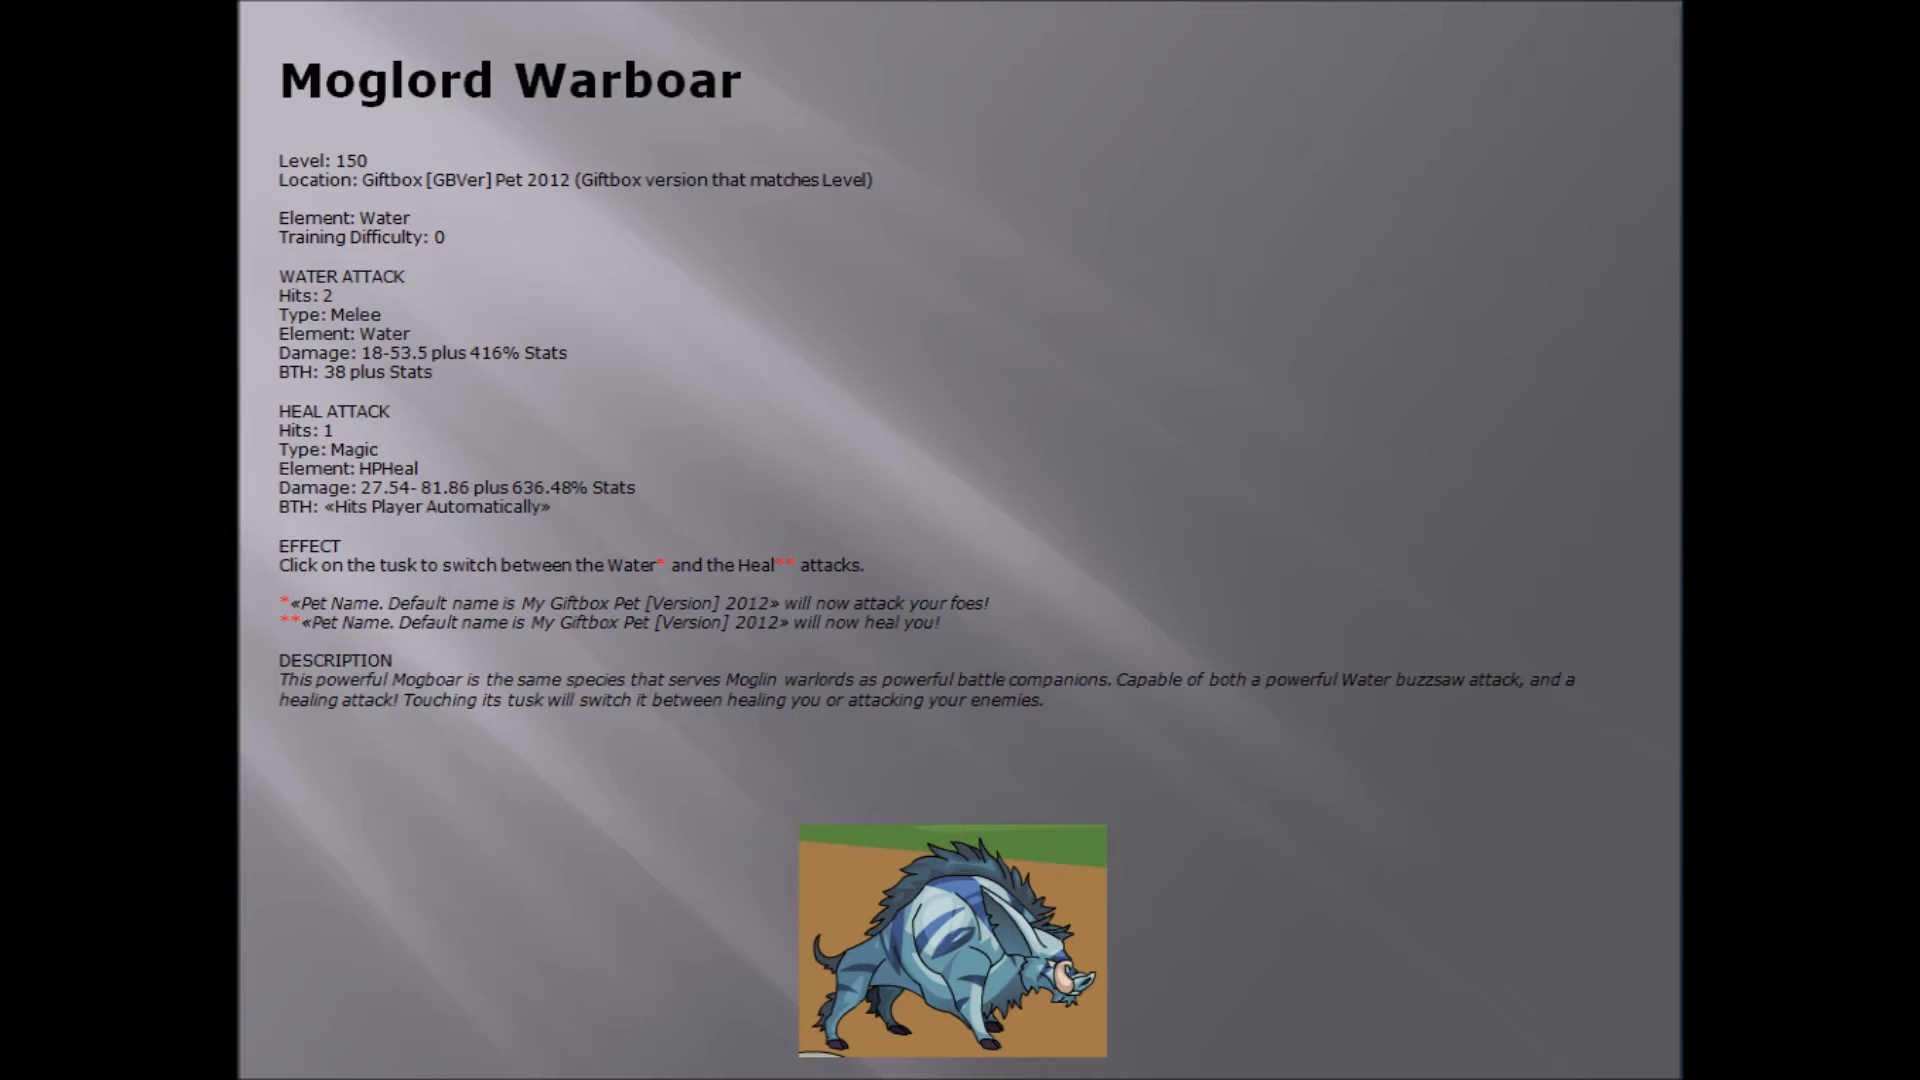 Moglord Warboar
Level: 150
Location: Giftbox [GBVer] Pet 2012 (Giftbox version that matches Level)
Element: Water
Training Difficulty: 0
WATER ATTACK
Hits: 2
Type: Melee
Element: Water
Damage: 18-53.5 plus 416% Stats
BTH: 38 plus Stats
HEAL ATTACK
Hits: 1
Type: Magic
Element: HPHeal
Damage: 27.54- 81.86 plus 636.48% Stats
BTH: «Hits Player Automatically»
EFFECT
Click on the tusk to switch between the Water* and the Heal** attacks.
*«Pet Name. Default name is My Giftbox Pet [Version] 2012» will now attack your foes!
**«Pet Name. Default name is My Giftbox Pet [Version] 2012» will now heal you!
DESCRIPTION
This powerful Mogboar is the same species that serves Moglin warlords as powerful battle companions. Capable of both a powerful Water buzzsaw attack, and a
healing attack! Touching its tusk will switch it between healing you or attacking your enemies.